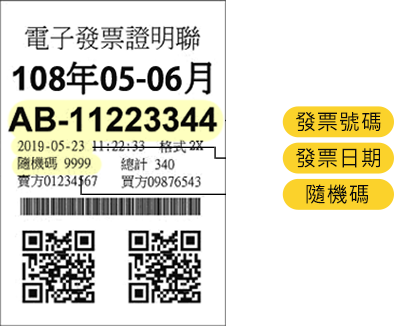 電子發票證明聯
108年05-06月
AB-11223344
2019-05-23 11:22:33 格式 2X
隨機碼 9999 總計 340
賣方01234567 買方09876543
發票號碼
發票日期
隨機碼